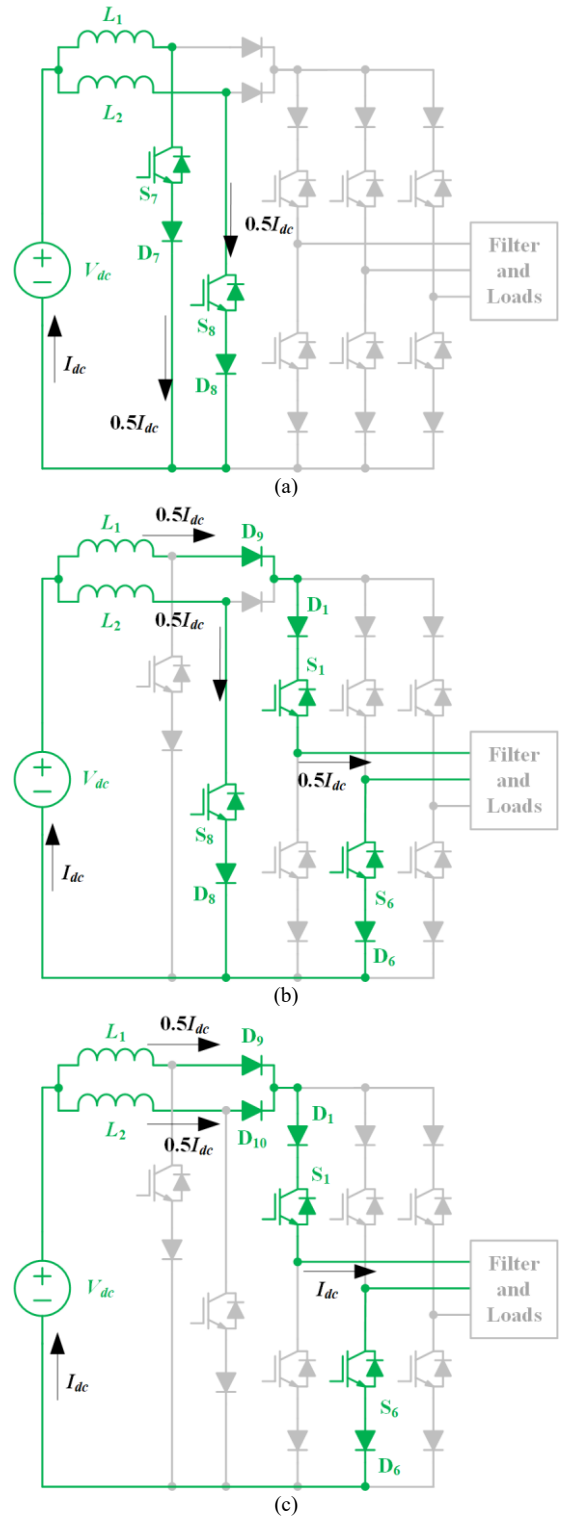 L1
L2
S7
0.5Idc
D7
Vdc
S8
Filter
and
Loads
Idc
D8
0.5Idc
(a)
0.5Idc
L1
D9
L2
D1
0.5Idc
S1
Filter
and
Loads
0.5Idc
Vdc
S8
Idc
D8
S6
D6
(b)
0.5Idc
L1
D9
L2
D10
D1
0.5Idc
S1
Filter
and
Loads
Idc
Vdc
Idc
S6
D6
(c)